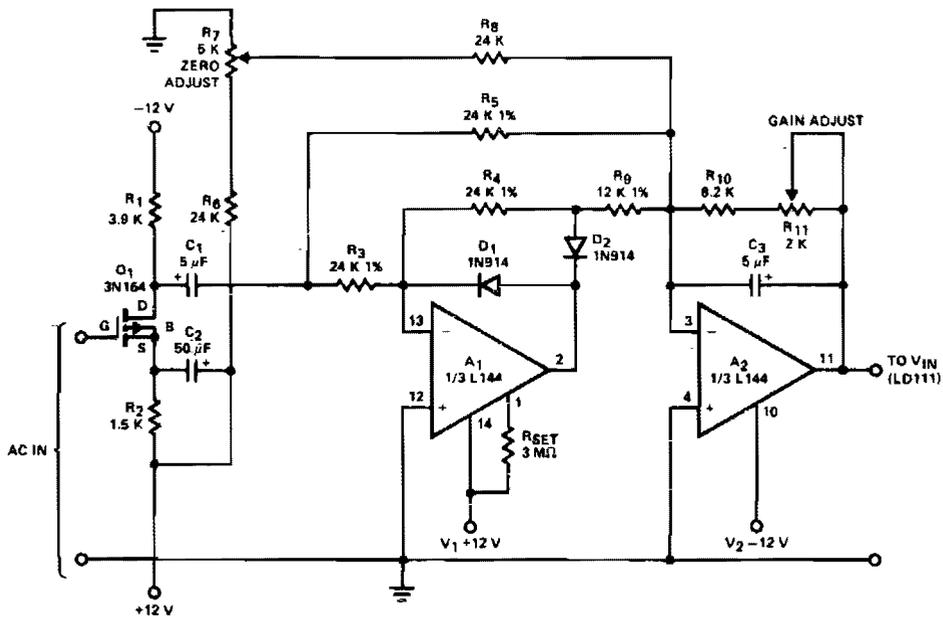 R7
5 K
ZERO
ADJUST
R8
24 K
−12 V
R5
24 K 1%
GAIN ADJUST
R1
3.9 K
R6
24 K
R4
24 K 1%
R9
12 K 1%
R10
8.2 K
R11
2 K
C1
5 μF
R3
24 K 1%
D1
1N914
D2
1N914
C3
5 μF
+
Q1
3N164
+
D
G
B
S
C2
50 μF
+
13
−
A1
1/3 L144
2
12
+
1
14
3
−
A2
1/3 L144
11
4
+
10
TO VIN
(LD111)
R2
1.5 K
RSET
3 MΩ
AC IN
V1 +12 V
V2 −12 V
+12 V